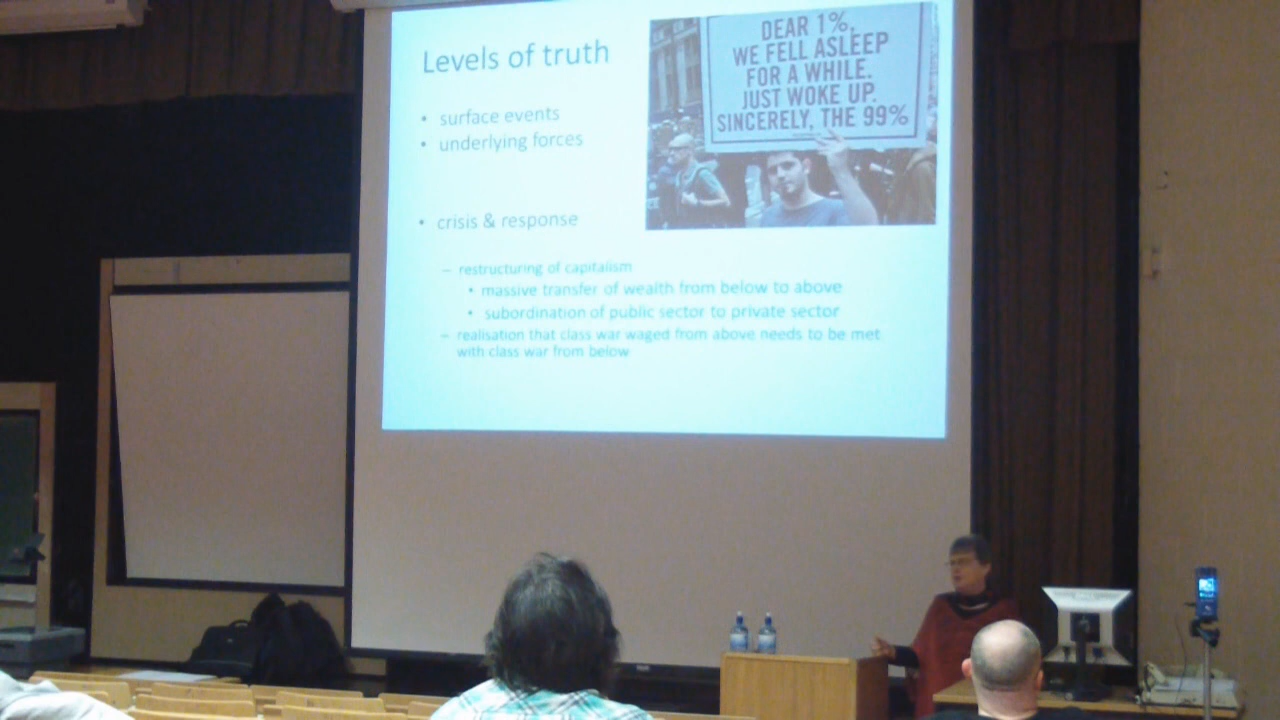 Levels of truth
• surface events
• underlying forces
• crisis & response
– restructuring of capitalism
• massive transfer of wealth from below to above
• subordination of public sector to private sector
– realisation that class war waged from above needs to be met
with class war from below
DEAR 1%,
WE FELL ASLEEP
FOR A WHILE.
JUST WOKE UP.
SINCERELY, THE 99%